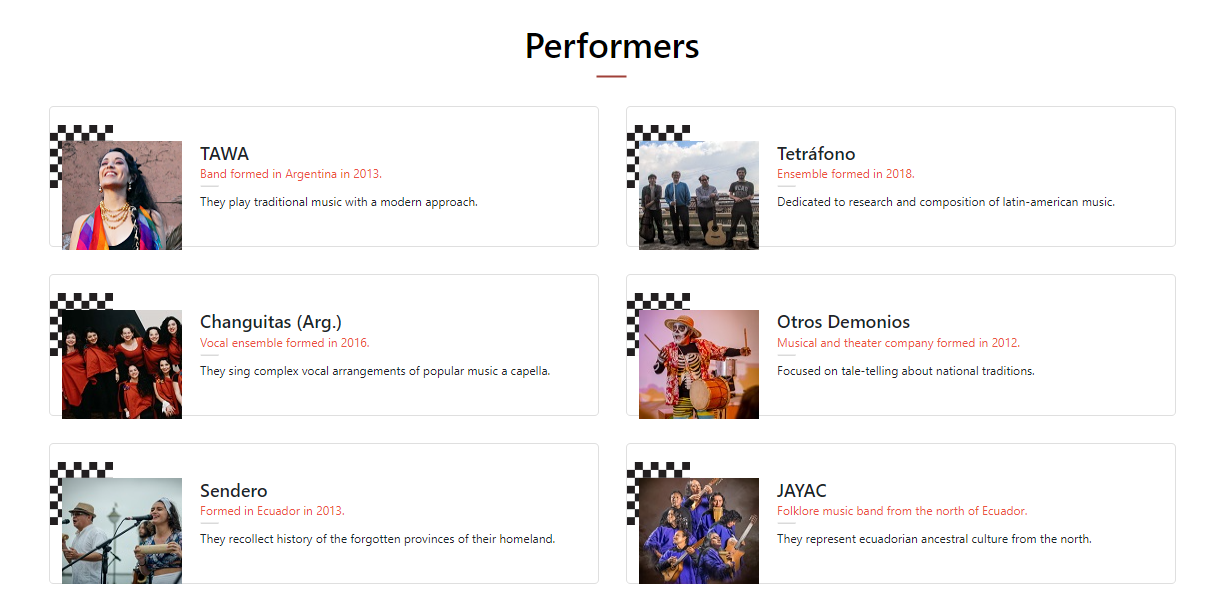 Performers
TAWA
Band formed in Argentina in 2013.
They play traditional music with a modern approach.
Tetráfono
Ensemble formed in 2018.
Dedicated to research and composition of latin-american music.
Changuitas (Arg.)
Vocal ensemble formed in 2016.
They sing complex vocal arrangements of popular music a capella.
Otros Demonios
Musical and theater company formed in 2012.
Focused on tale-telling about national traditions.
Sendero
Formed in Ecuador in 2013.
They recollect history of the forgotten provinces of their homeland.
JAYAC
Folklore music band from the north of Ecuador.
They represent ecuadorian ancestral culture from the north.